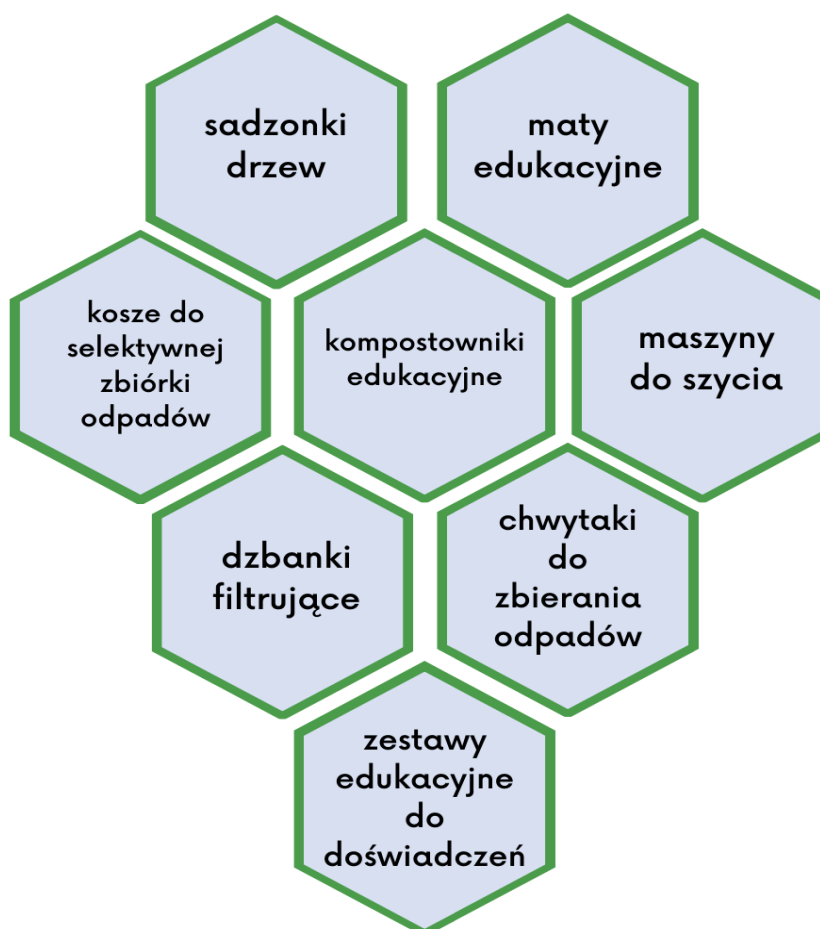 sadzonki
drzew
maty
edukacyjne
kosze do
selektywnej
zbiórki
odpadów
kompostowniki
edukacyjne
maszyny
do szycia
dzbanki
filtrujące
chwytaki
do
zbierania
odpadów
zestawy
edukacyjne
do
doświadczeń